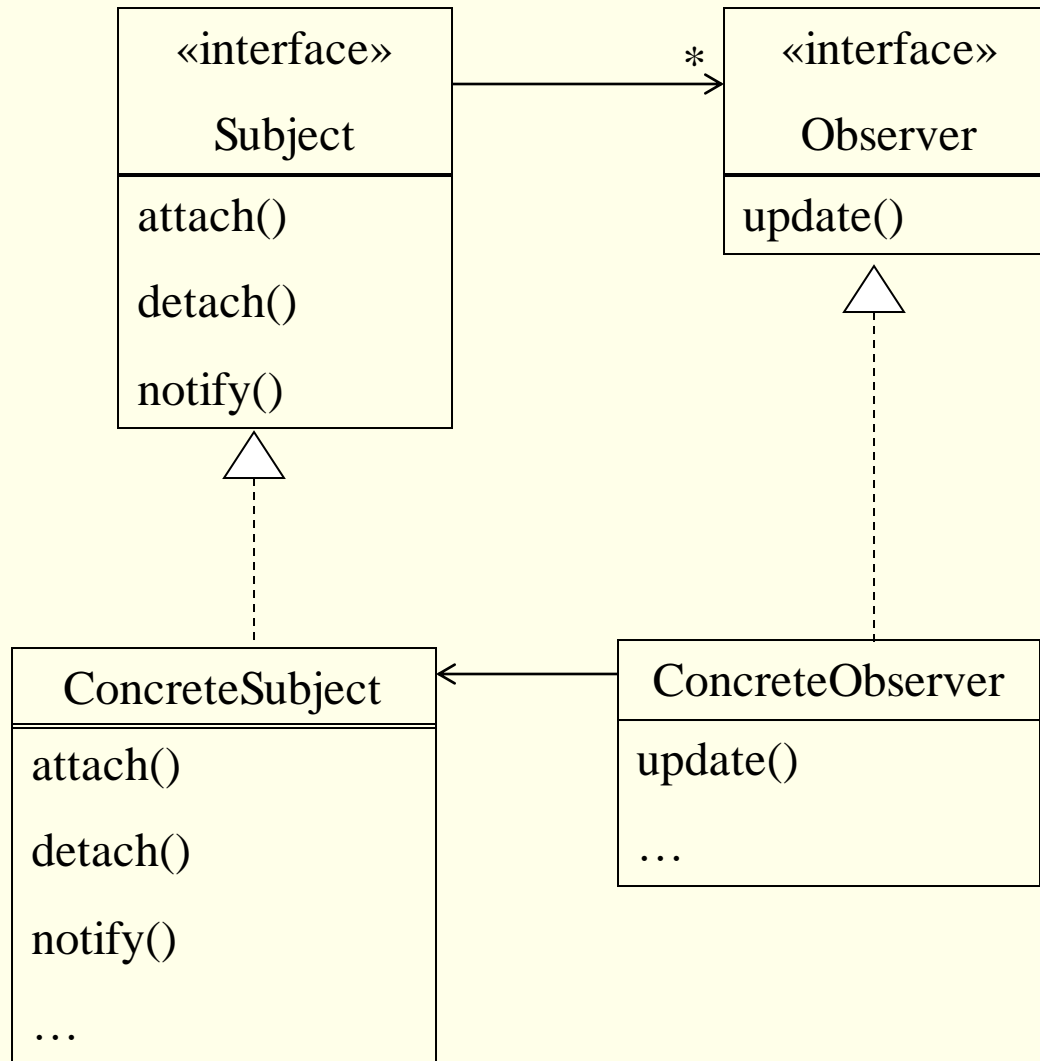 «interface»
Subject
attach()
detach()
notify()
*
«interface»
Observer
update()
ConcreteSubject
attach()
detach()
notify()
…
ConcreteObserver
update()
…